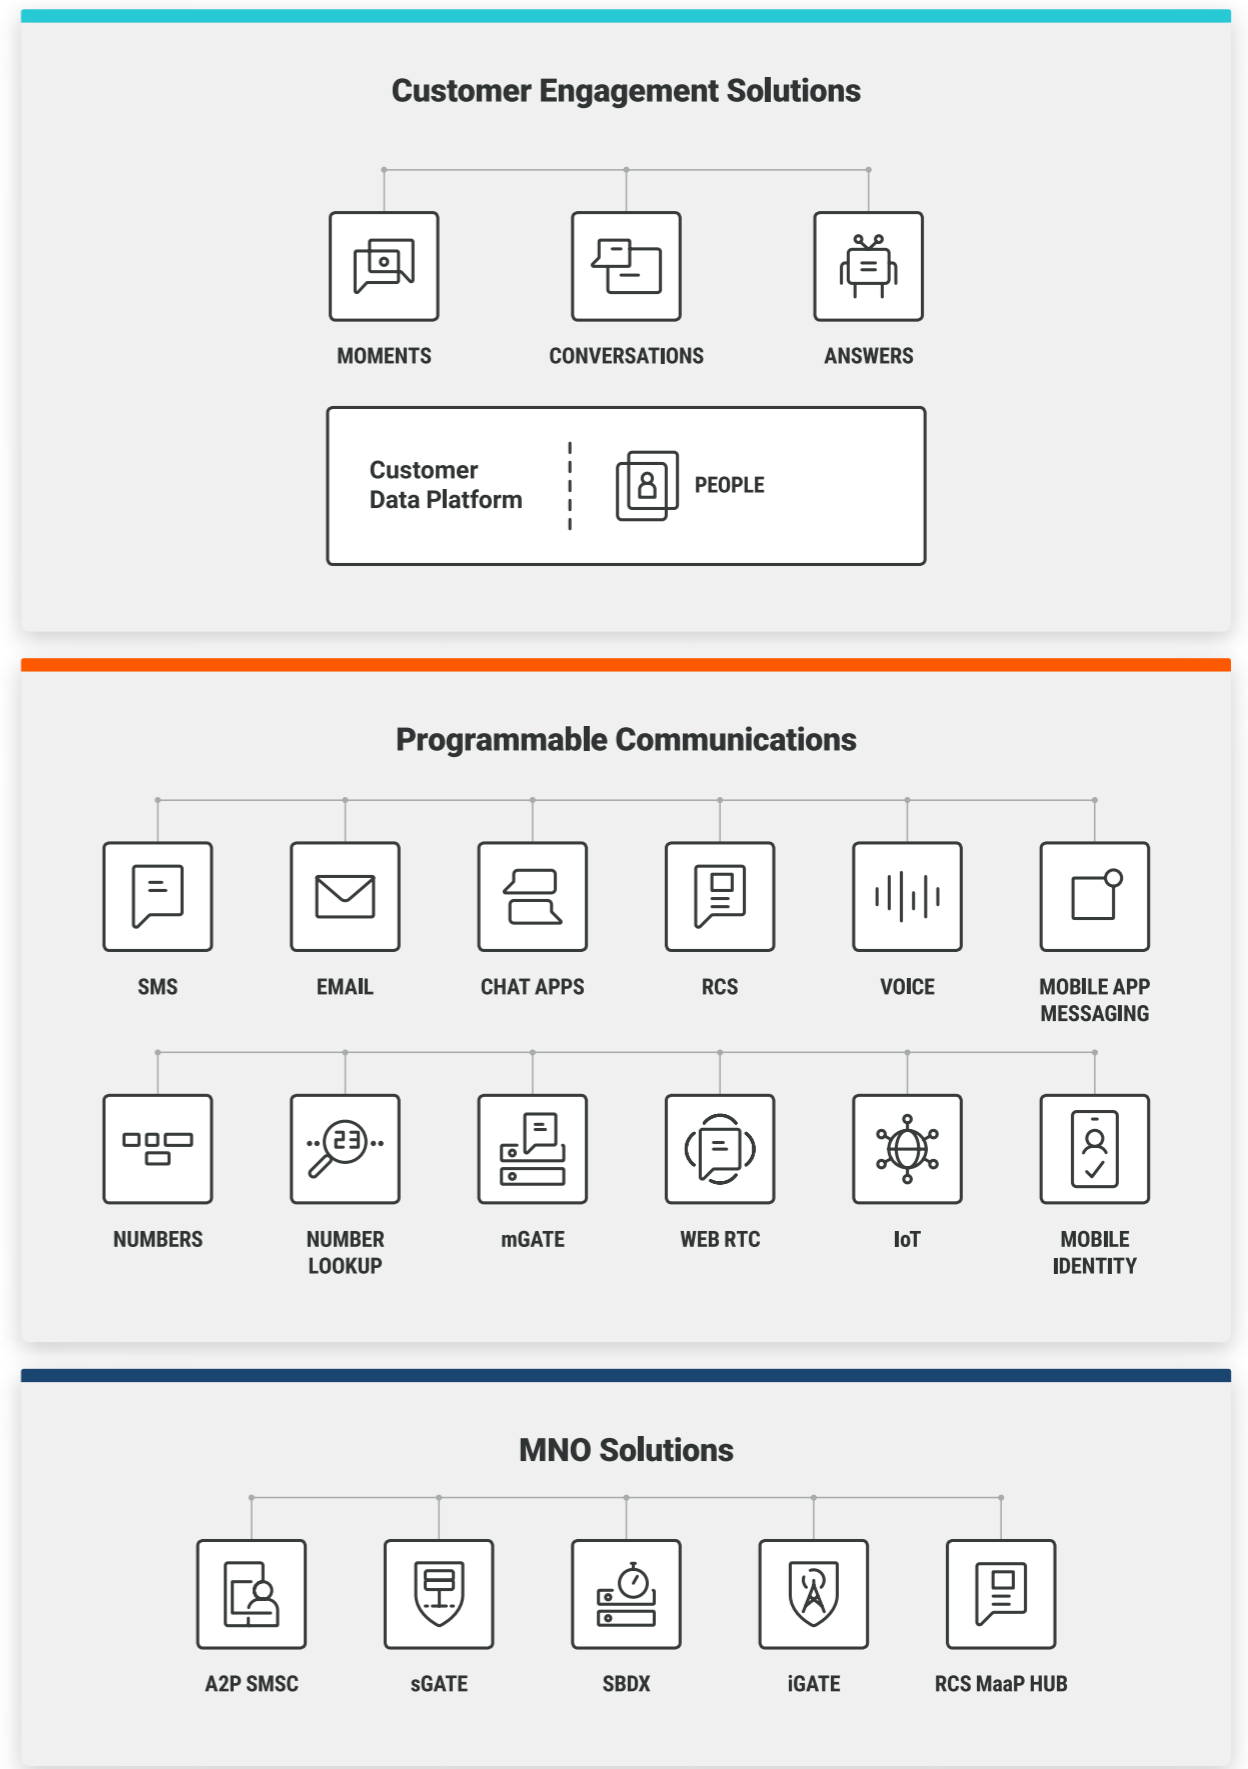 Customer Engagement Solutions
MOMENTS
CONVERSATIONS
ANSWERS
Customer
Data Platform
PEOPLE
Programmable Communications
SMS
EMAIL
CHAT APPS
RCS
VOICE
MOBILE APP
MESSAGING
23
NUMBERS
NUMBER
LOOKUP
mGATE
WEB RTC
IoT
MOBILE
IDENTITY
MNO Solutions
A2P SMSC
sGATE
SBDX
iGATE
RCS MaaP HUB